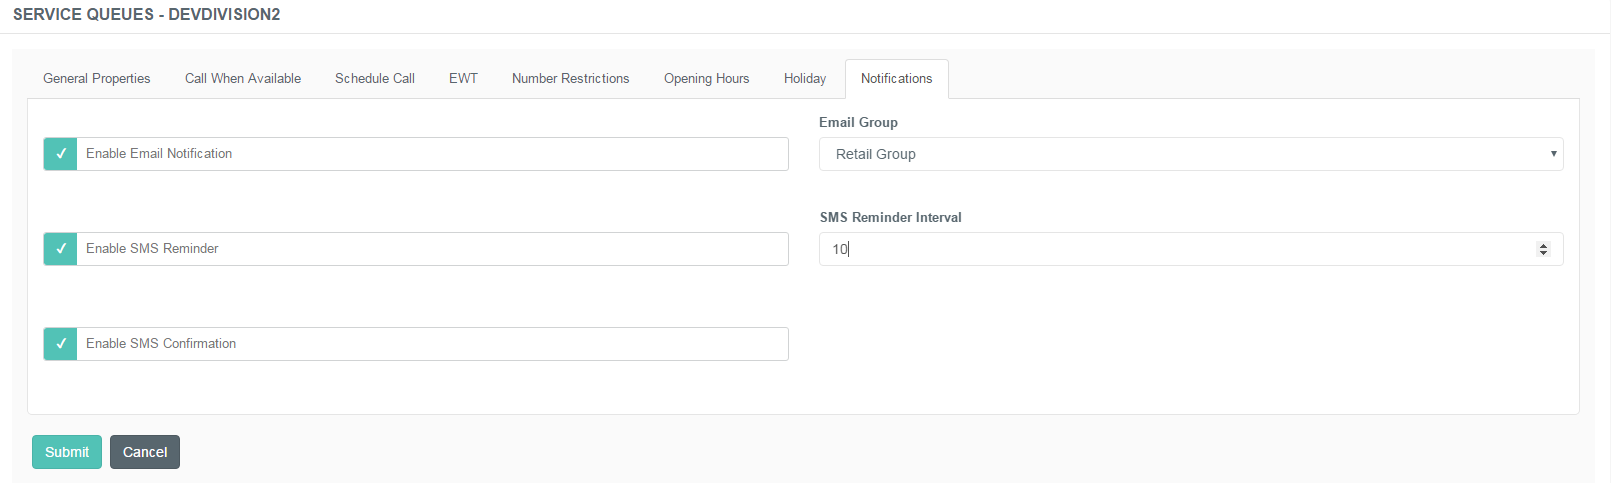 SERVICE QUEUES - DEVDIVISION2
General Properties Call When Available Schedule Call EWT Number Restrictions Opening Hours Holiday Notifications
Email Group
Enable Email Notification Retail Group
SMS Reminder Interval
Enable SMS Reminder 10
Enable SMS Confirmation
Submit Cancel